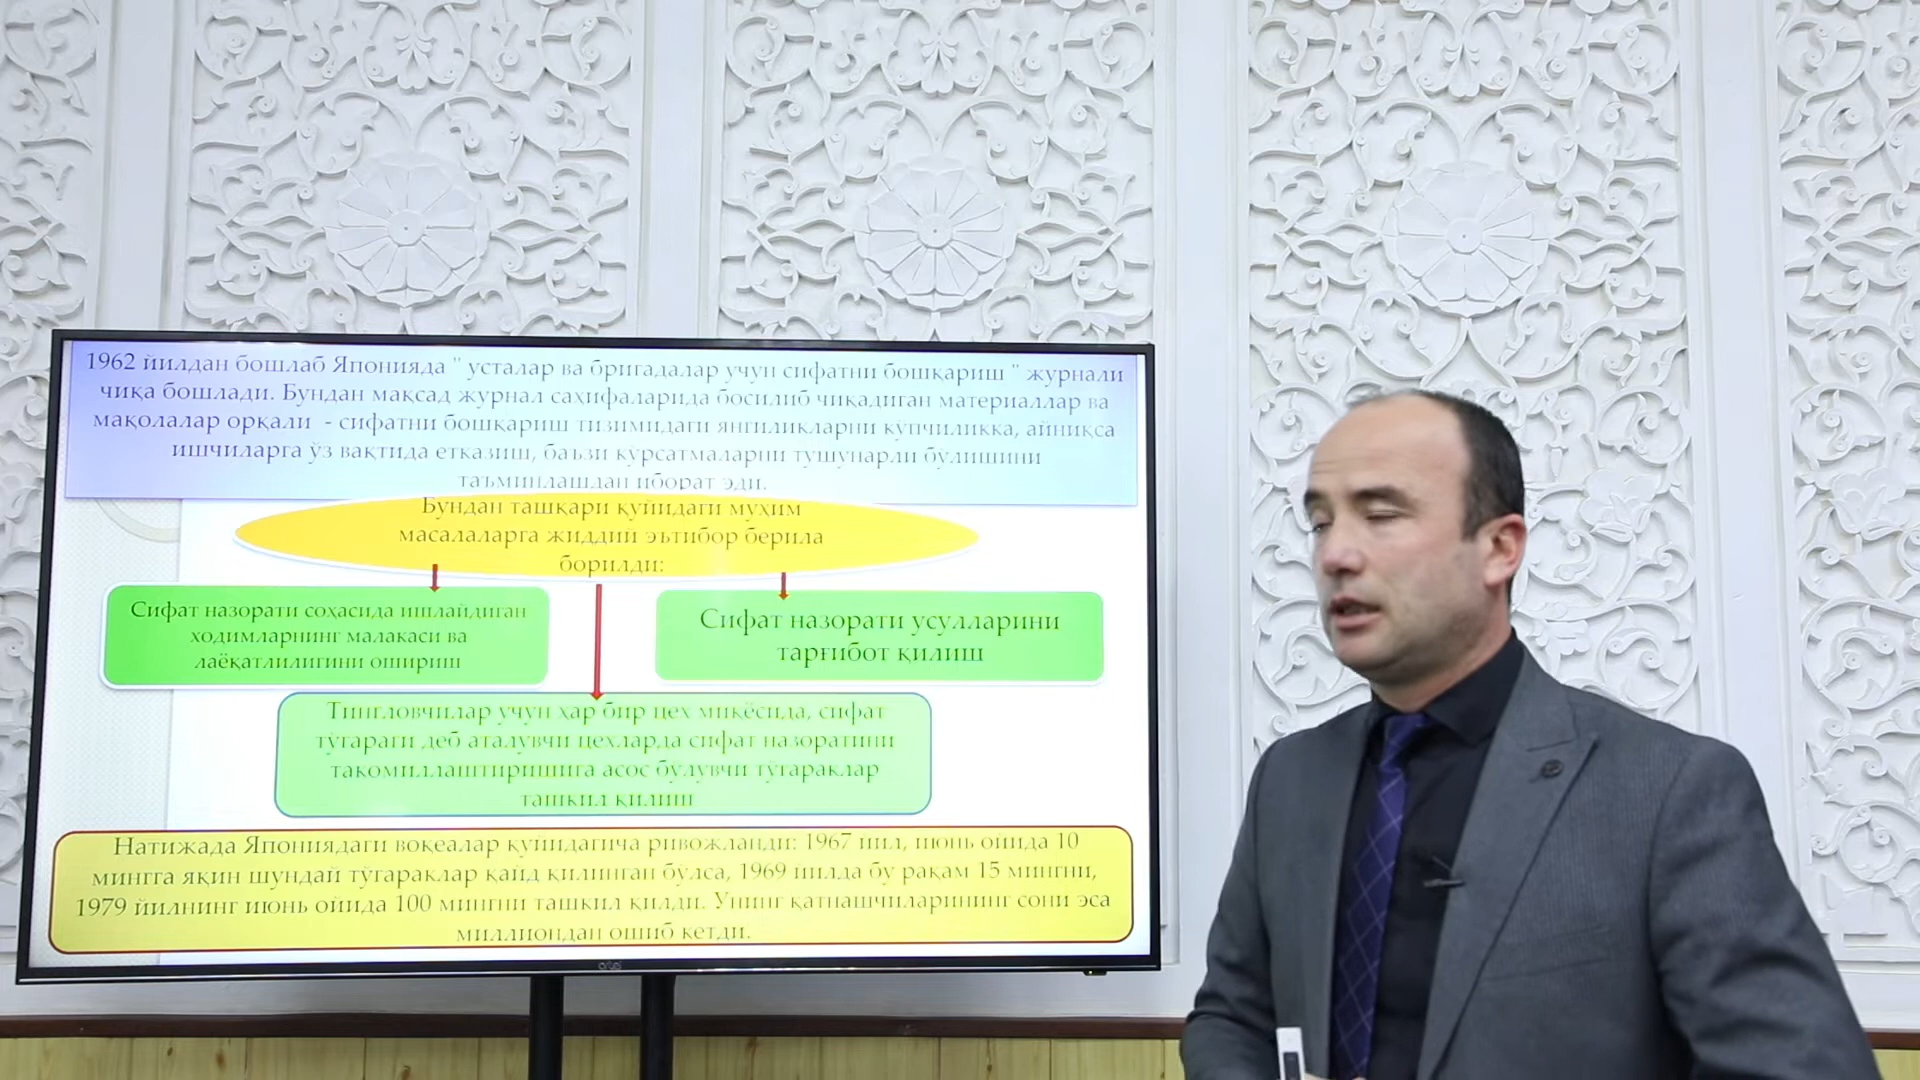 1962 йилдан бошлаб Японияда " усталар ва бригадалар учун сифатни бошқариш " журнали
чиқа бошлади. Бундан мақсад журнал саҳифаларида босилиб чиқадиган материаллар ва
мақолалар орқали - сифатни бошқариш тизимидаги янгиликларни кўпчиликка, айниқса
ишчиларга ўз вақтида етказиш, баъзи кўрсатмаларни тушунарли бўлишини
таъминлашдан иборат эди.
Бундан ташқари қуйидаги муҳим
масалаларга жиддий эътибор берила
борилди:
Сифат назорати соҳасида ишлайдиган
ходимларнинг малакаси ва
лаёқатлилигини ошириш
Сифат назорати усулларини
тарғибот қилиш
Тингловчилар учун ҳар бир цех миқёсида, сифат
тўгараги деб аталувчи цехларда сифат назоратини
такомиллаштиришига асос бўлувчи тўгараклар
ташкил қилиш
Натижада Япониядаги воқеалар қуйидагича ривожланди: 1967 йил, июнь ойида 10
мингга яқин шундай тўгараклар қайд қилинган бўлса, 1969 йилда бу рақам 15 мингни,
1979 йилнинг июнь ойида 100 мингни ташкил қилди. Унинг қатнашчиларининг сони эса
миллиондан ошиб кетди.
artel